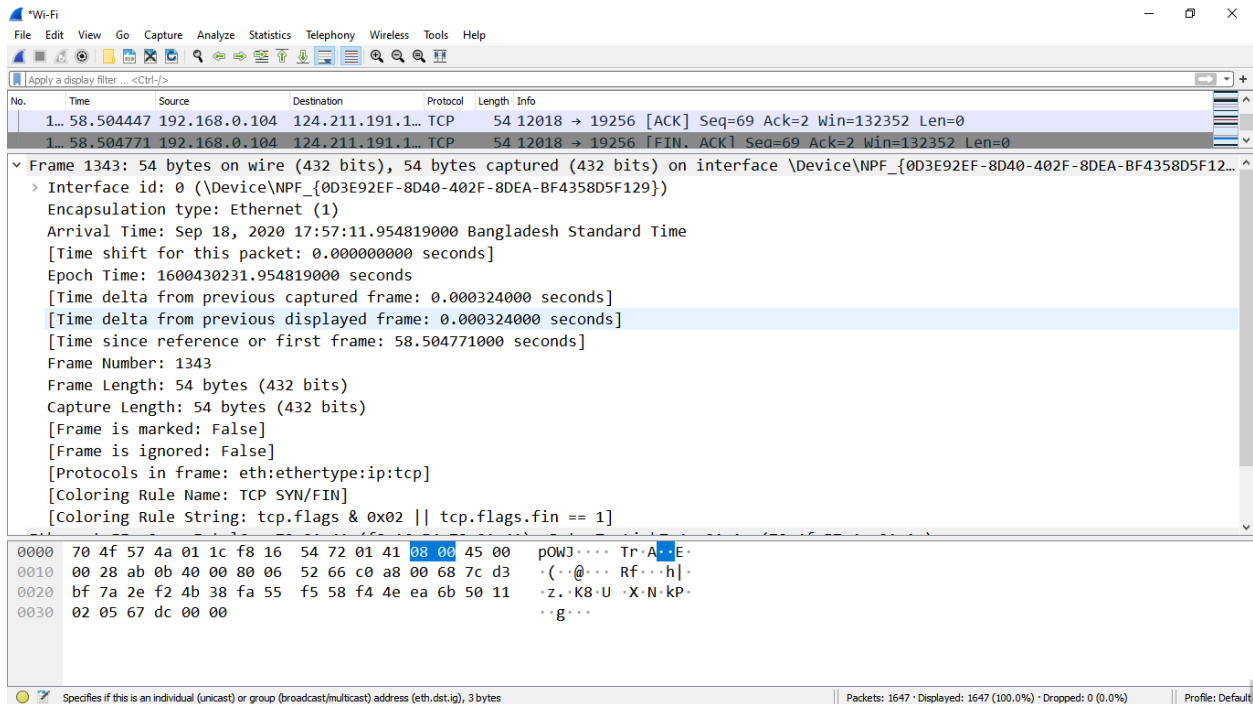 *Wi-Fi
File Edit View Go Capture Analyze Statistics Telephony Wireless Tools Help
Apply a display filter ... <Ctrl-/>
No. Time Source Destination Protocol Length Info
1... 58.504447 192.168.0.104 124.211.191.1... TCP 54 12018 → 19256 [ACK] Seq=69 Ack=2 Win=132352 Len=0
1... 58.504771 192.168.0.104 124.211.191.1... TCP 54 12018 → 19256 [FIN, ACK] Seq=69 Ack=2 Win=132352 Len=0
Frame 1343: 54 bytes on wire (432 bits), 54 bytes captured (432 bits) on interface \Device\NPF_{0D3E92EF-8D40-402F-8DEA-BF4358D5F12...
Interface id: 0 (\Device\NPF_{0D3E92EF-8D40-402F-8DEA-BF4358D5F129})
Encapsulation type: Ethernet (1)
Arrival Time: Sep 18, 2020 17:57:11.954819000 Bangladesh Standard Time
[Time shift for this packet: 0.000000000 seconds]
Epoch Time: 1600430231.954819000 seconds
[Time delta from previous captured frame: 0.000324000 seconds]
[Time delta from previous displayed frame: 0.000324000 seconds]
[Time since reference or first frame: 58.504771000 seconds]
Frame Number: 1343
Frame Length: 54 bytes (432 bits)
Capture Length: 54 bytes (432 bits)
[Frame is marked: False]
[Frame is ignored: False]
[Protocols in frame: eth:ethertype:ip:tcp]
[Coloring Rule Name: TCP SYN/FIN]
[Coloring Rule String: tcp.flags & 0x02 || tcp.flags.fin == 1]
0000 70 4f 57 4a 01 1c f8 16 54 72 01 41 08 00 45 00 pOWJ···· Tr·A··E·
0010 00 28 ab 0b 40 00 80 06 52 66 c0 a8 00 68 7c d3 ·(··@··· Rf···h|·
0020 bf 7a 2e f2 4b 38 fa 55 f5 58 f4 4e ea 6b 50 11 ·z.·K8·U ·X·N·kP·
0030 02 05 67 dc 00 00 ··g···
Specifies if this is an individual (unicast) or group (broadcast/multicast) address (eth.dst.ig), 3 bytes
Packets: 1647 · Displayed: 1647 (100.0%) · Dropped: 0 (0.0%)
Profile: Default